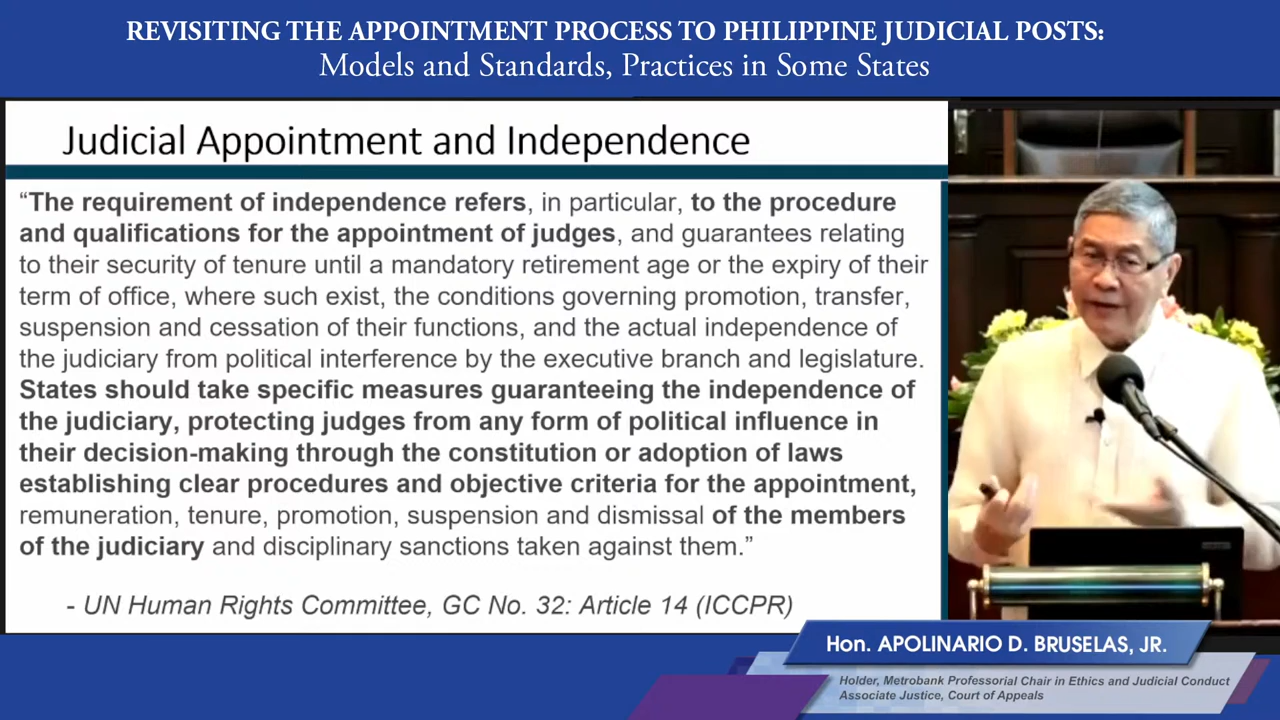 REVISITING THE APPOINTMENT PROCESS TO PHILIPPINE JUDICIAL POSTS:
Models and Standards, Practices in Some States
Judicial Appointment and Independence
“The requirement of independence refers, in particular, to the procedure
and qualifications for the appointment of judges, and guarantees relating
to their security of tenure until a mandatory retirement age or the expiry of their
term of office, where such exist, the conditions governing promotion, transfer,
suspension and cessation of their functions, and the actual independence of
the judiciary from political interference by the executive branch and legislature.
States should take specific measures guaranteeing the independence of
the judiciary, protecting judges from any form of political influence in
their decision-making through the constitution or adoption of laws
establishing clear procedures and objective criteria for the appointment,
remuneration, tenure, promotion, suspension and dismissal of the members
of the judiciary and disciplinary sanctions taken against them.”
- UN Human Rights Committee, GC No. 32: Article 14 (ICCPR)
Hon. APOLINARIO D. BRUSELAS, JR.
Holder, Metrobank Professorial Chair in Ethics and Judicial Conduct
Associate Justice, Court of Appeals